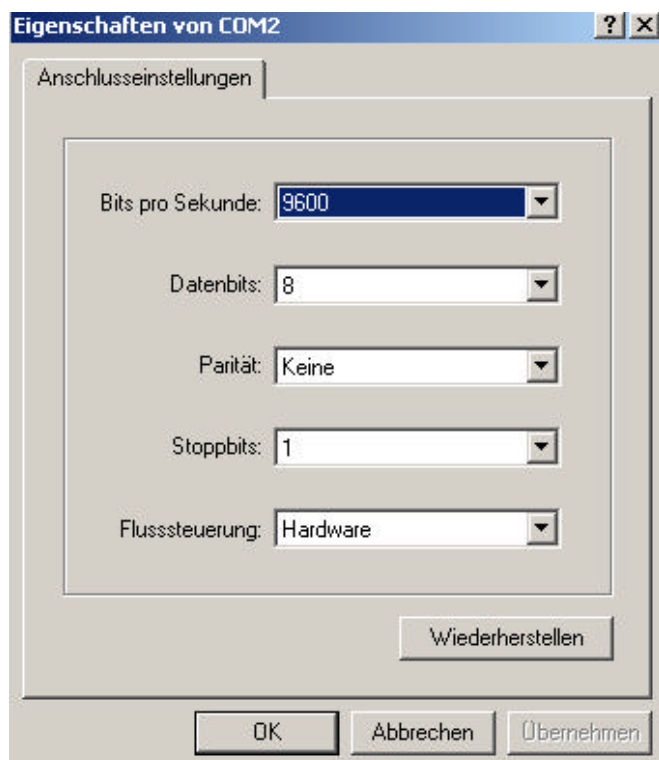 Eigenschaften von COM2
Anschlusseinstellungen
Bits pro Sekunde: 9600
Datenbits: 8
Parität: Keine
Stoppbits: 1
Flusssteuerung: Hardware
Wiederherstellen
OK Abbrechen Übernehmen